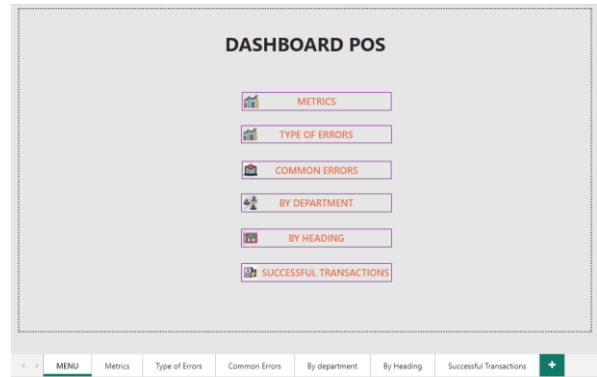 DASHBOARD POS
METRICS
TYPE OF ERRORS
COMMON ERRORS
BY DEPARTMENT
BY HEADING
SUCCESSFUL TRANSACTIONS
MENU Metrics Type of Errors Common Errors By department By Heading Successful Transactions +